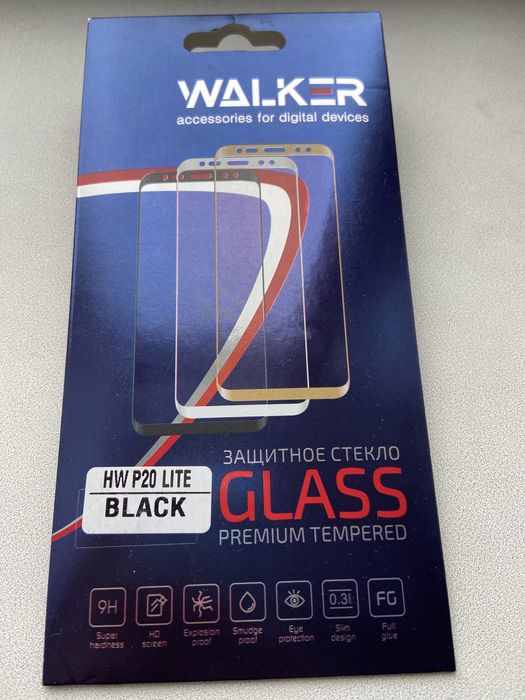 WALKER
accessories for digital devices
ЗАЩИТНОЕ СТЕКЛО
HW P20 LITE
BLACK
GLASS
PREMIUM TEMPERED
9H
0.3
FG
Super hardness
HD screen
Explosion proof
Smudge proof
Eye protection
Slim design
Full glue